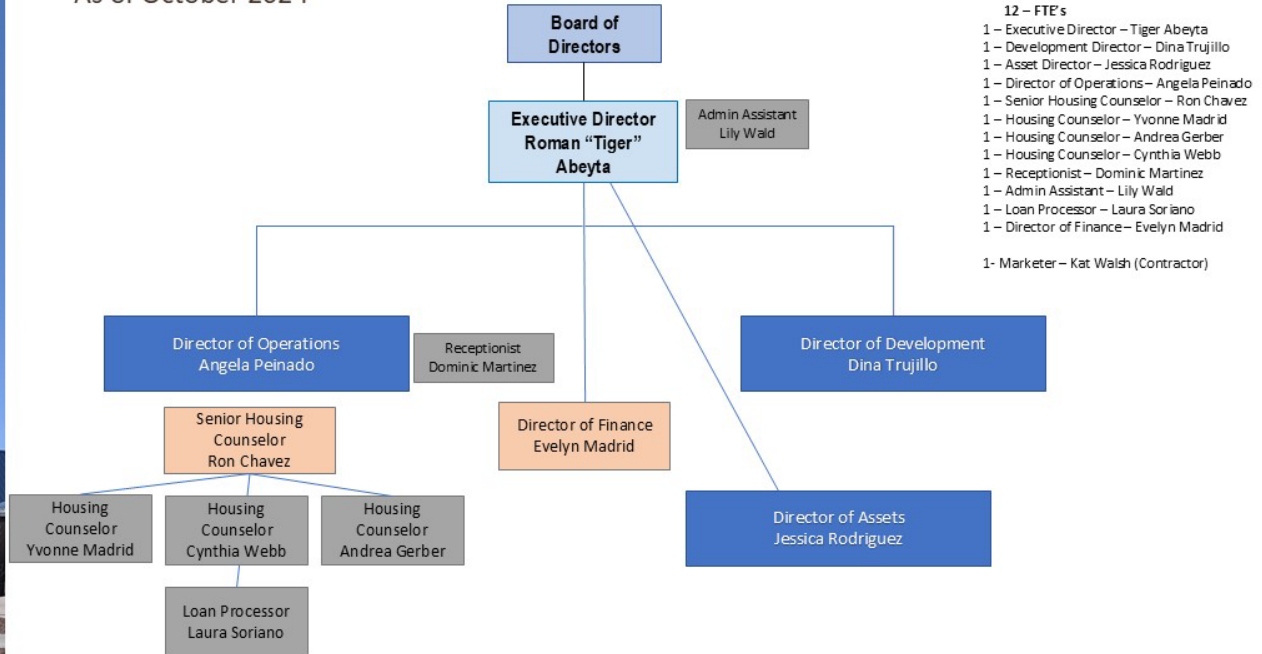 Board of
Directors
Executive Director
Roman “Tiger”
Abeyta
Admin Assistant
Lily Wald
12 – FTE's
1 – Executive Director – Tiger Abeyta
1 – Development Director – Dina Trujillo
1 – Asset Director – Jessica Rodriguez
1 – Director of Operations – Angela Peinado
1 – Senior Housing Counselor – Ron Chavez
1 – Housing Counselor – Yvonne Madrid
1 – Housing Counselor – Andrea Gerber
1 – Housing Counselor – Cynthia Webb
1 – Receptionist – Dominic Martinez
1 – Admin Assistant – Lily Wald
1 – Loan Processor – Laura Soriano
1 – Director of Finance – Evelyn Madrid
1- Marketer – Kat Walsh (Contractor)
Director of Operations
Angela Peinado
Receptionist
Dominic Martinez
Director of Development
Dina Trujillo
Senior Housing
Counselor
Ron Chavez
Director of Finance
Evelyn Madrid
Housing
Counselor
Yvonne Madrid
Housing
Counselor
Cynthia Webb
Housing
Counselor
Andrea Gerber
Director of Assets
Jessica Rodriguez
Loan Processor
Laura Soriano